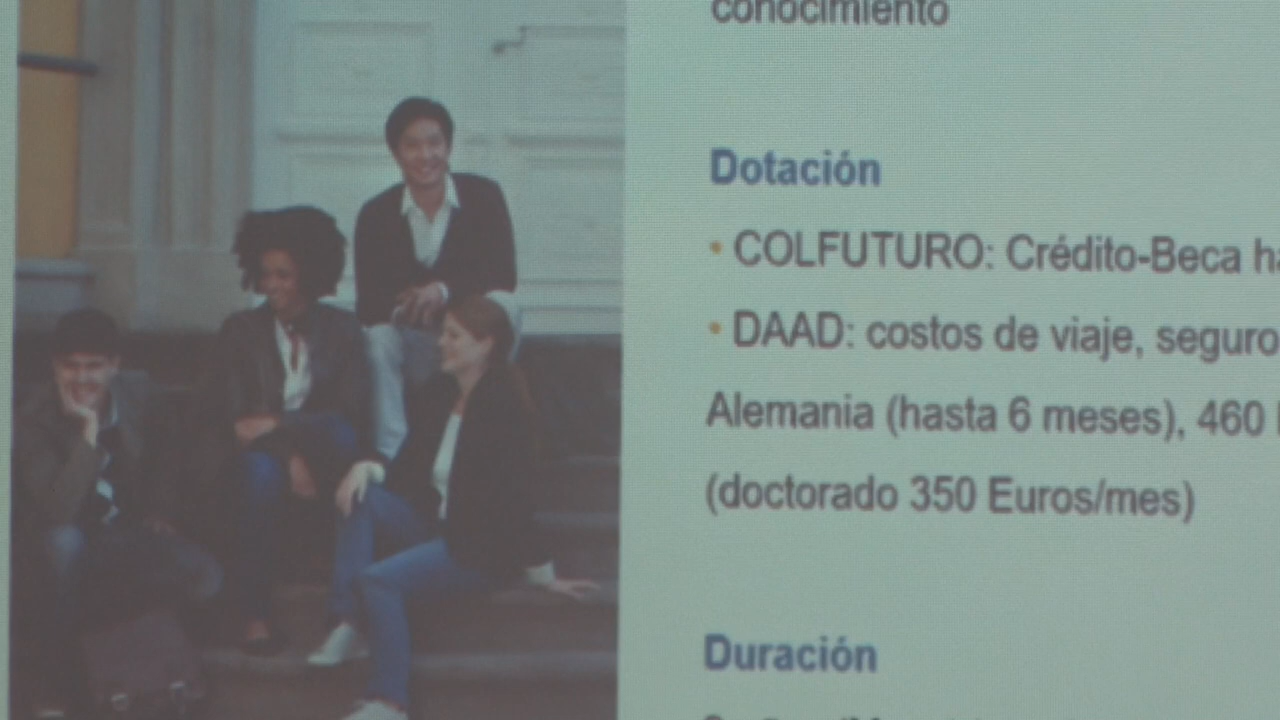 conocimiento
Dotación
• COLFUTURO: Crédito-Beca
• DAAD: costos de viaje, seguro
Alemania (hasta 6 meses), 460
(doctorado 350 Euros/mes)
Duración